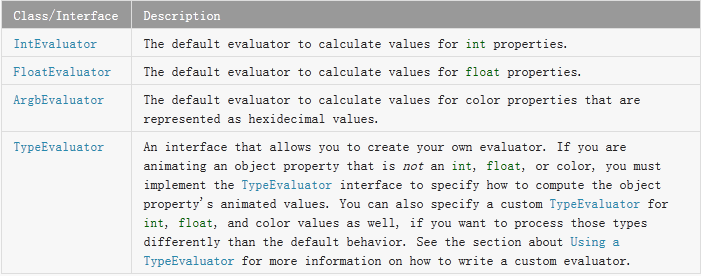 Class/Interface Description
IntEvaluator The default evaluator to calculate values for int properties.
FloatEvaluator The default evaluator to calculate values for float properties.
ArgbEvaluator The default evaluator to calculate values for color properties that are
represented as hexidecimal values.
TypeEvaluator An interface that allows you to create your own evaluator. If you are
animating an object property that is not an int, float, or color, you must
implement the TypeEvaluator interface to specify how to compute the object
property's animated values. You can also specify a custom TypeEvaluator for
int, float, and color values as well, if you want to process those types
differently than the default behavior. See the section about Using a
TypeEvaluator for more information on how to write a custom evaluator.